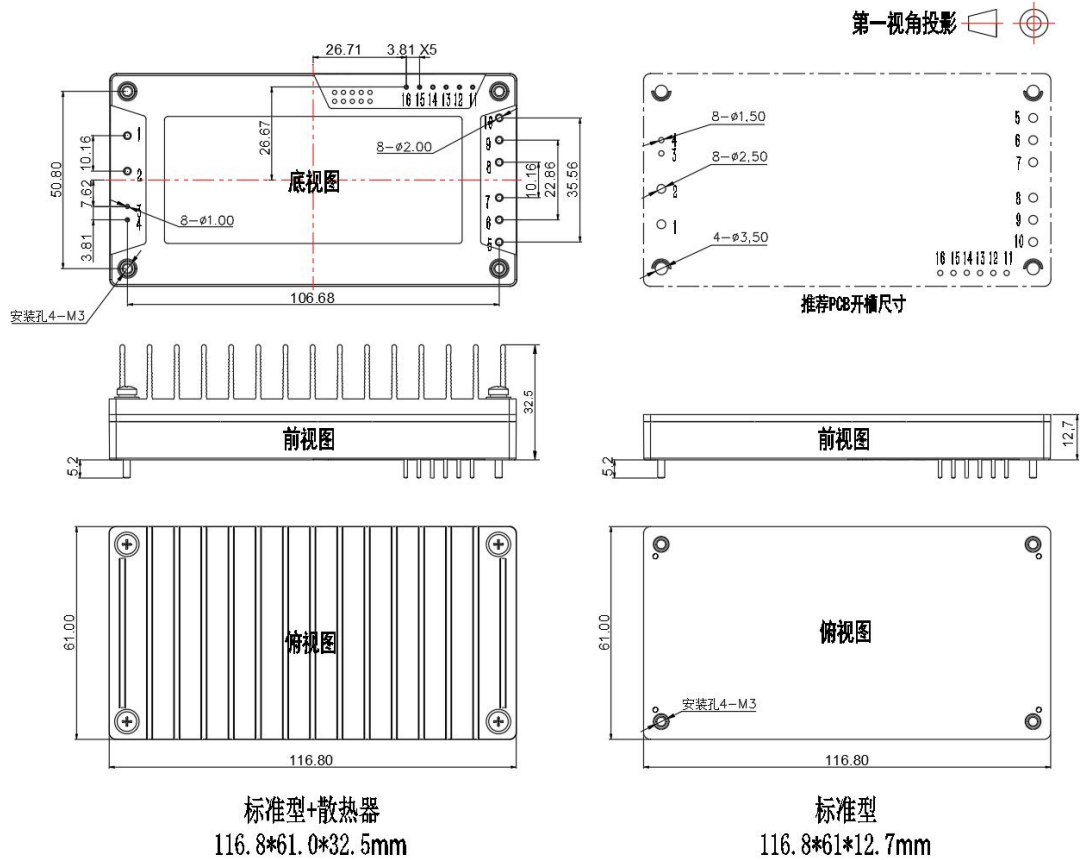 第一视角投影
26.71
3.81 X5
16 15 14 13 12 11
1
2
3
4
10
9
8
7
6
5
50.80
10.16
7.62
3.81
26.67
8-ø2.00
底视图
10.16
22.86
35.56
8-ø1.00
106.68
安装孔4-M3
8-ø1.50
8-ø2.50
4-ø3.50
4
3
2
1
5
6
7
8
9
10
16 15 14 13 12 11
推荐PCB开槽尺寸
前视图
32.5
5.2
前视图
12.7
5.2
61.00
俯视图
116.80
61.00
俯视图
安装孔4-M3
116.80
标准型+散热器
116.8*61.0*32.5mm
标准型
116.8*61*12.7mm